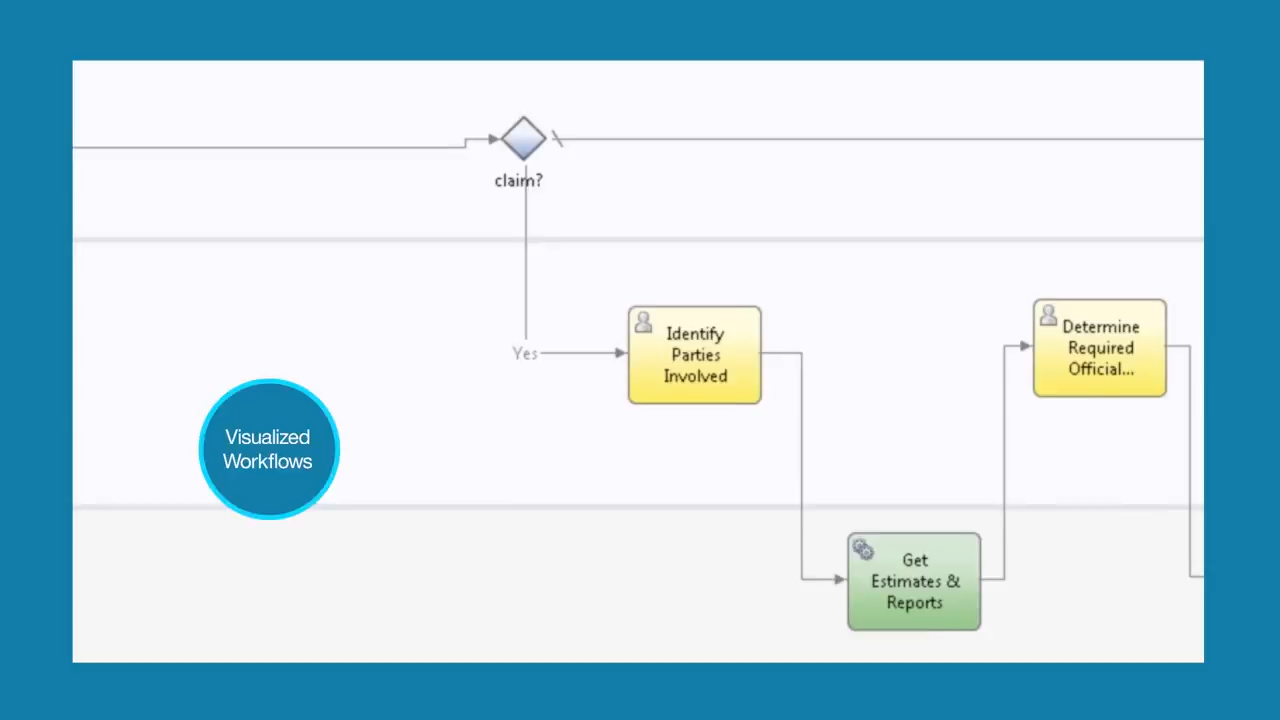 claim?
Yes
Identify
Parties
Involved
Determine
Required
Official...
Visualized
Workflows
Get
Estimates &
Reports